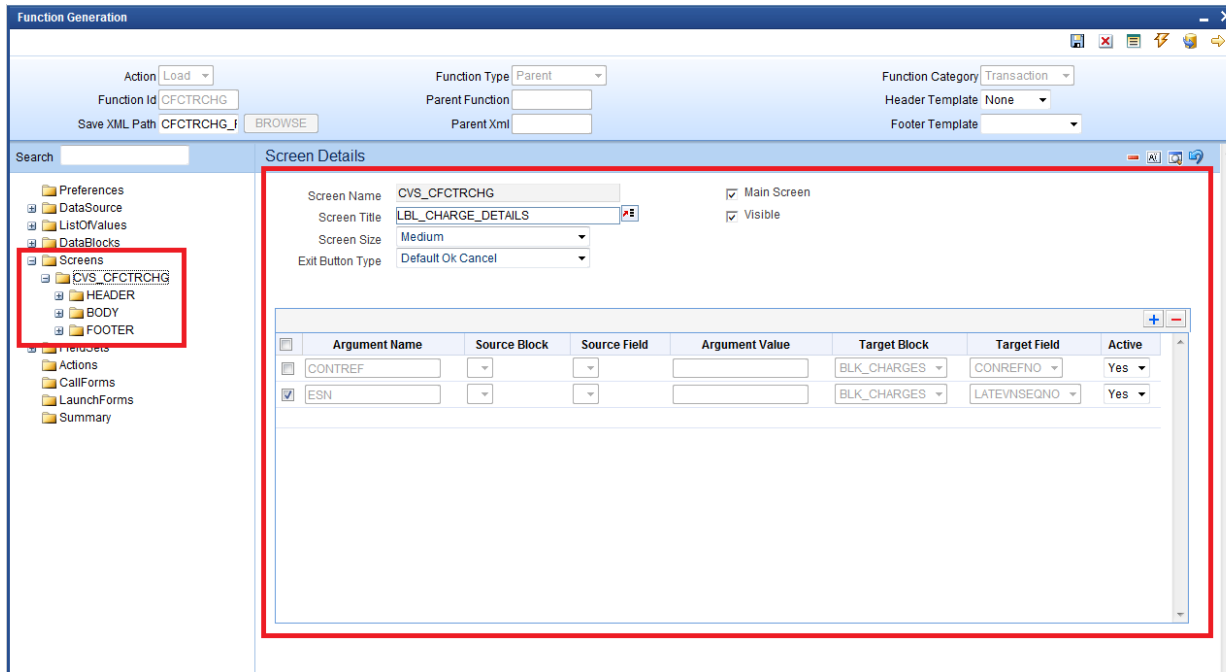 Function Generation
Action Load Function Type Parent Function Category Transaction
Function Id CFCTRCHG Parent Function Header Template None
Save XML Path CFCTRCHG_ BROWSE Parent Xml Footer Template
Search Screen Details
Preferences
DataSource
ListOfValues
DataBlocks
Screens
CVS_CFCTRCHG
HEADER
BODY
FOOTER
FieldSets
Actions
CallForms
LaunchForms
Summary
Screen Name CVS_CFCTRCHG Main Screen
Screen Title LBL_CHARGE_DETAILS Visible
Screen Size Medium
Exit Button Type Default Ok Cancel
Argument Name Source Block Source Field Argument Value Target Block Target Field Active
CONTREF BLK_CHARGES CONREFNO Yes
ESN BLK_CHARGES LATEVNSEQNO Yes